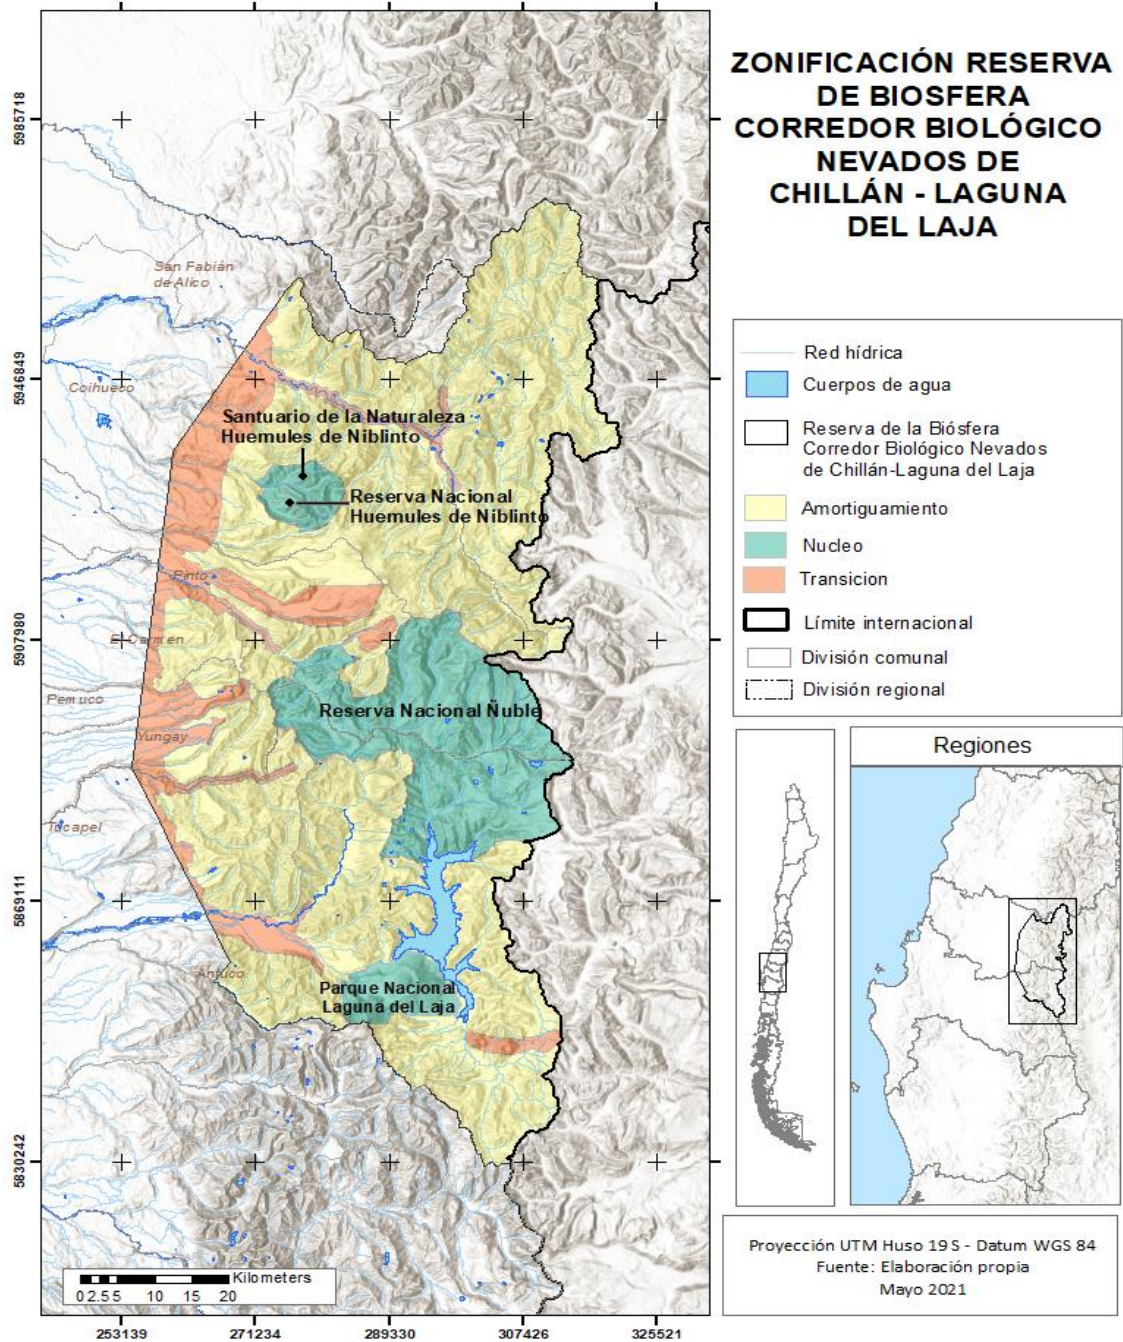 ZONIFICACIÓN RESERVA
DE BIOSFERA
CORREDOR BIOLÓGICO
NEVADOS DE
CHILLÁN - LAGUNA
DEL LAJA
5985718
5946849
5907980
5869111
5830242
San Fabián
de Alico
Coihueco
Santuario de la Naturaleza
Huemules de Niblinto
Reserva Nacional
Huemules de Niblinto
Pinto
El Carmen
Pemuco
Reserva Nacional Ñuble
Yungay
Tucapel
Antuco
Parque Nacional
Laguna del Laja
Kilometers
0 2.5 5 10 15 20
253139 271234 289330 307426 325521
Red hídrica
Cuerpos de agua
Reserva de la Biósfera
Corredor Biológico Nevados
de Chillán-Laguna del Laja
Amortiguamiento
Nucleo
Transicion
Límite internacional
División comunal
División regional
Regiones
Proyección UTM Huso 19 S - Datum WGS 84
Fuente: Elaboración propia
Mayo 2021